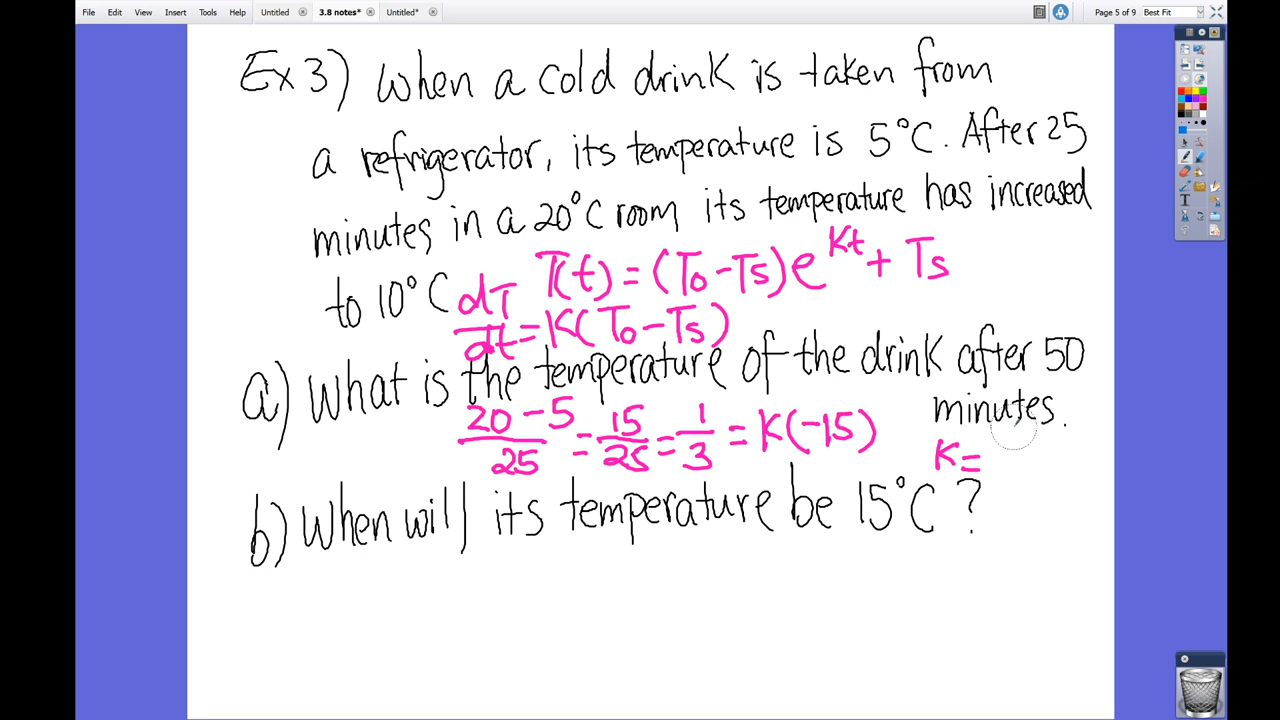 File Edit View Insert Tools Help Untitled 3.8 notes* Untitled* Page 5 of 9 Best Fit
Ex 3) When a cold drink is taken from
a refrigerator, its temperature is 5°C. After 25
minutes in a 20°C room its temperature has increased
to 10°C
T(t) = (To - Ts) e^Kt + Ts
dT/dt = K(To - Ts)
a) What is the temperature of the drink after 50
minutes.
20 - 5/25 = 15/25 = 1/3 = K(-15)
K =
b) When will its temperature be 15°C ?
T